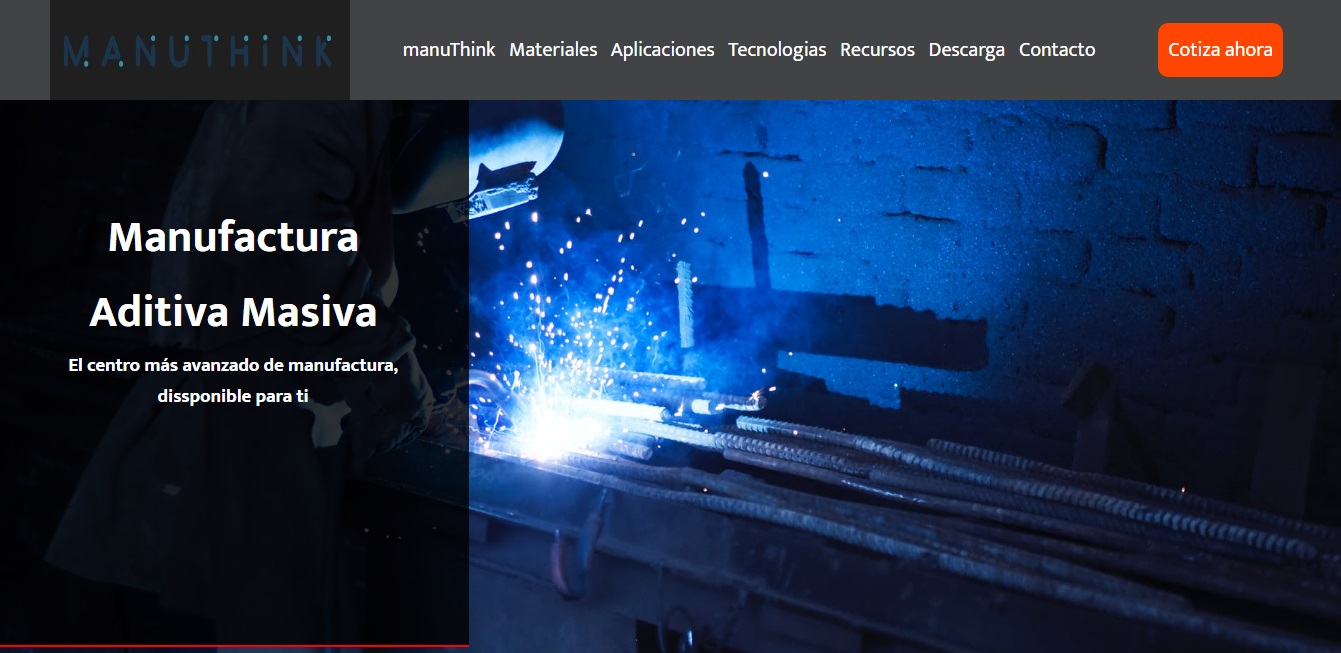 MANUTHINK
manuThink Materiales Aplicaciones Tecnologias Recursos Descarga Contacto Cotiza ahora
Manufactura
Aditiva Masiva
El centro más avanzado de manufactura,
dissponible para ti